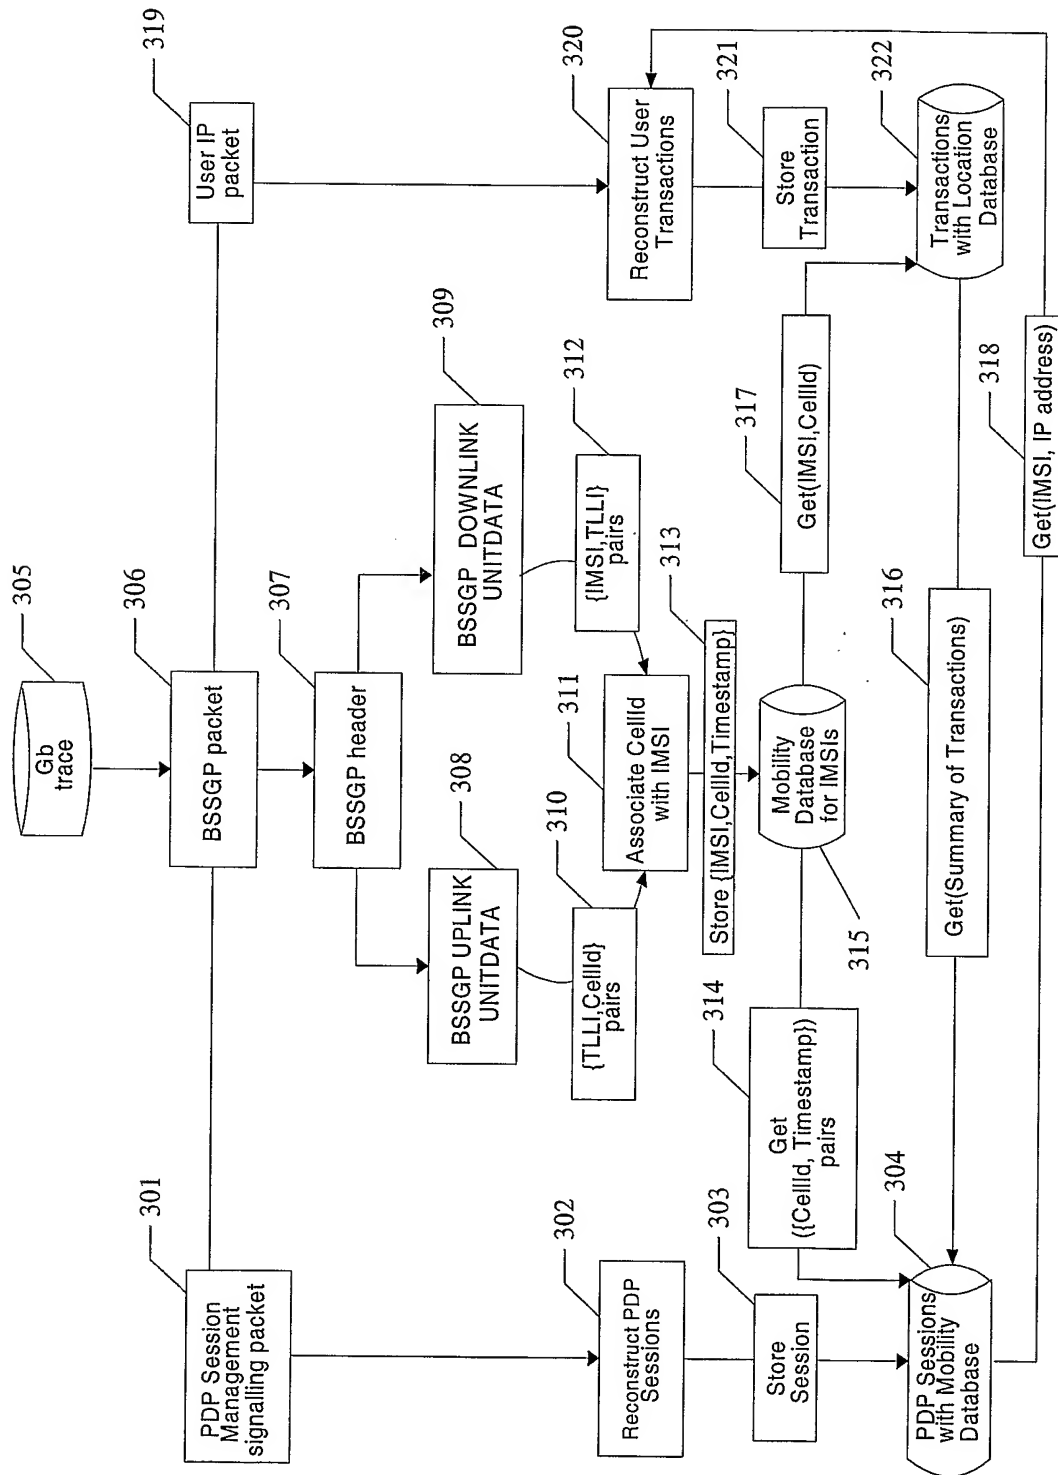 305
Gb
trace
301
PDP Session
Management
signalling packet
306
BSSGP packet
319
User IP
packet
307
BSSGP header
308
BSSGP UPLINK
UNITDATA
309
BSSGP DOWNLINK
UNITDATA
310
{TLLI,CellId}
pairs
312
{IMSI,TLLI}
pairs
302
Reconstruct PDP
Sessions
311
Associate CellId
with IMSI
320
Reconstruct User
Transactions
303
Store
Session
313
Store {IMSI,CellId,Timestamp}
321
Store
Transaction
314
Get
({CellId, Timestamp})
pairs
Mobility
Database
for IMSIs
315
317
Get(IMSI,CellId)
322
Transactions
with Location
Database
304
PDP Sessions
with Mobility
Database
316
Get(Summary of Transactions)
318
Get(IMSI, IP address)